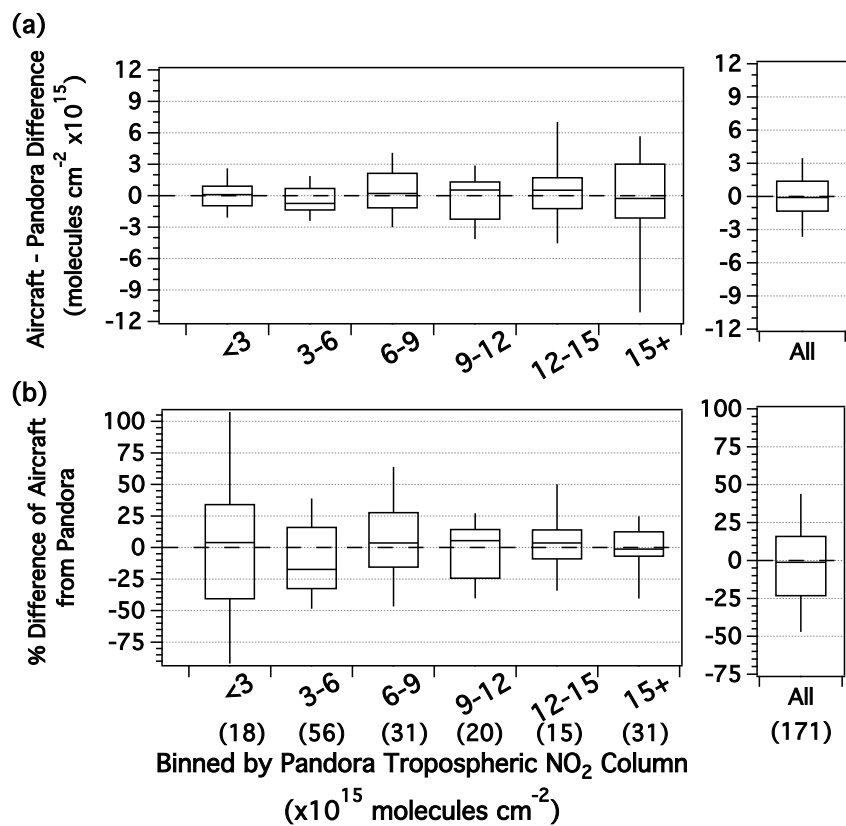 (a)
Aircraft - Pandora Difference
(molecules cm⁻² x10¹⁵)
12
9
6
3
0
-3
-6
-9
-12
<3 3-6 6-9 9-12 12-15 15+
12
9
6
3
0
-3
-6
-9
-12
All
(b)
% Difference of Aircraft
from Pandora
100
75
50
25
0
-25
-50
-75
<3 3-6 6-9 9-12 12-15 15+
(18) (56) (31) (20) (15) (31)
100
75
50
25
0
-25
-50
-75
All
(171)
Binned by Pandora Tropospheric NO₂ Column
(x10¹⁵ molecules cm⁻²)